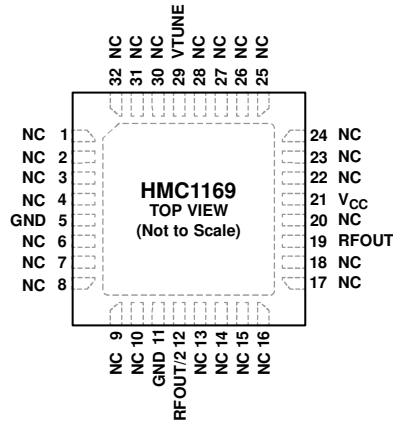 32 NC
31 NC
30 NC
29 VTUNE
28 NC
27 NC
26 NC
25 NC
NC 1
NC 2
NC 3
NC 4
GND 5
NC 6
NC 7
NC 8
HMC1169
TOP VIEW
(Not to Scale)
24 NC
23 NC
22 NC
21 VCC
20 NC
19 RFOUT
18 NC
17 NC
NC 9
NC 10
GND 11
RFOUT/2 12
NC 13
NC 14
NC 15
NC 16